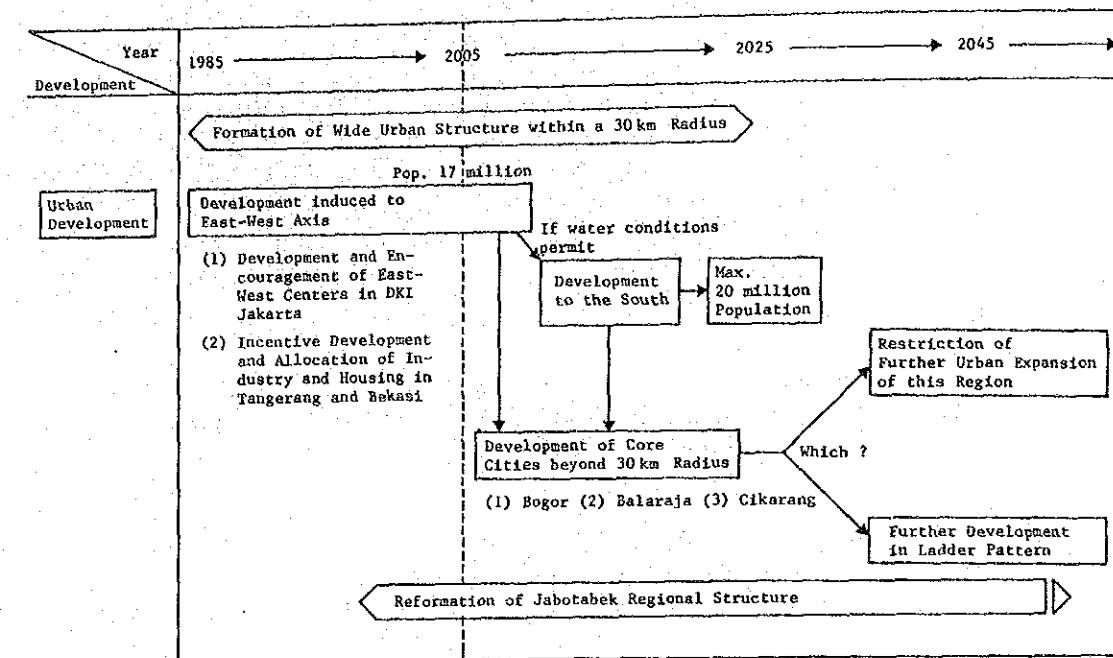 Year
Development
1985 2005 2025 2045
Formation of Wide Urban Structure within a 30 km Radius
Pop. 17 million
Urban
Development
Development induced to
East-West Axis
(1) Development and En-
couragement of East-
West Centers in DKI
Jakarta
(2) Incentive Development
and Allocation of In-
dustry and Housing in
Tangerang and Bekasi
If water conditions
permit
Development
to the South
Max.
20 million
Population
Restriction of
Further Urban Expansion
of this Region
Development of Core
Cities beyond 30 km Radius
Which ?
(1) Bogor (2) Balaraja (3) Cikarang
Further Development
in Ladder Pattern
Reformation of Jabotabek Regional Structure